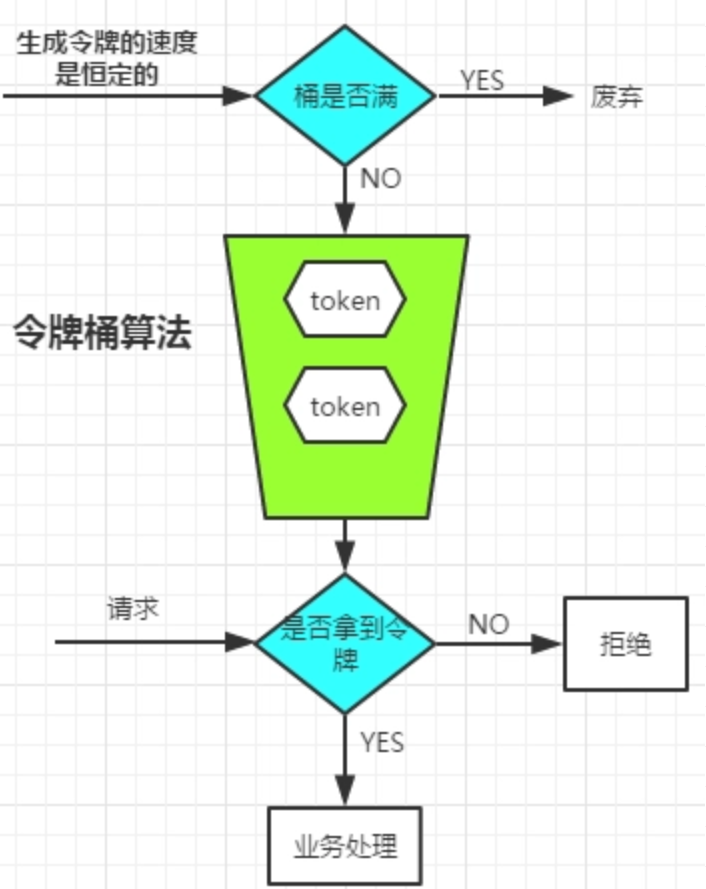 生成令牌的速度
是恒定的
桶是否满
YES
废弃
NO
token
令牌桶算法
token
请求
是否拿到令
牌
NO
拒绝
YES
业务处理